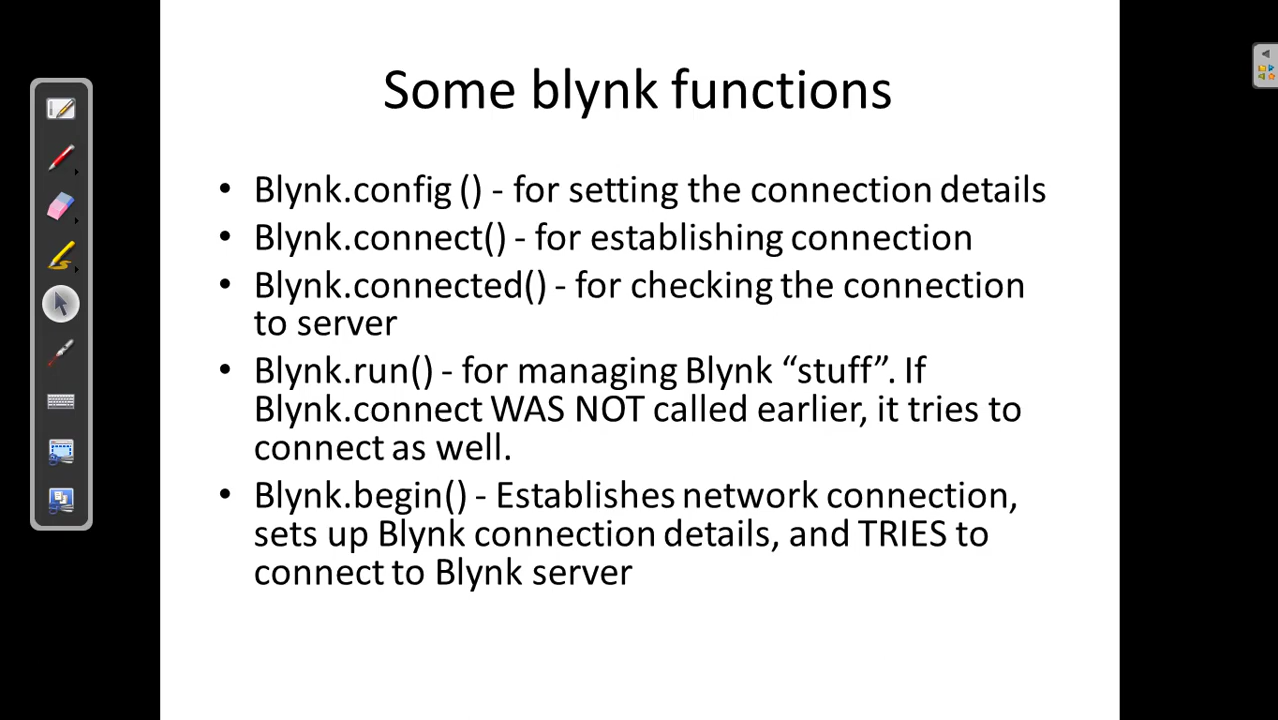 Some blynk functions
• Blynk.config () - for setting the connection details
• Blynk.connect() - for establishing connection
• Blynk.connected() - for checking the connection
to server
• Blynk.run() - for managing Blynk “stuff”. If
Blynk.connect WAS NOT called earlier, it tries to
connect as well.
• Blynk.begin() - Establishes network connection,
sets up Blynk connection details, and TRIES to
connect to Blynk server